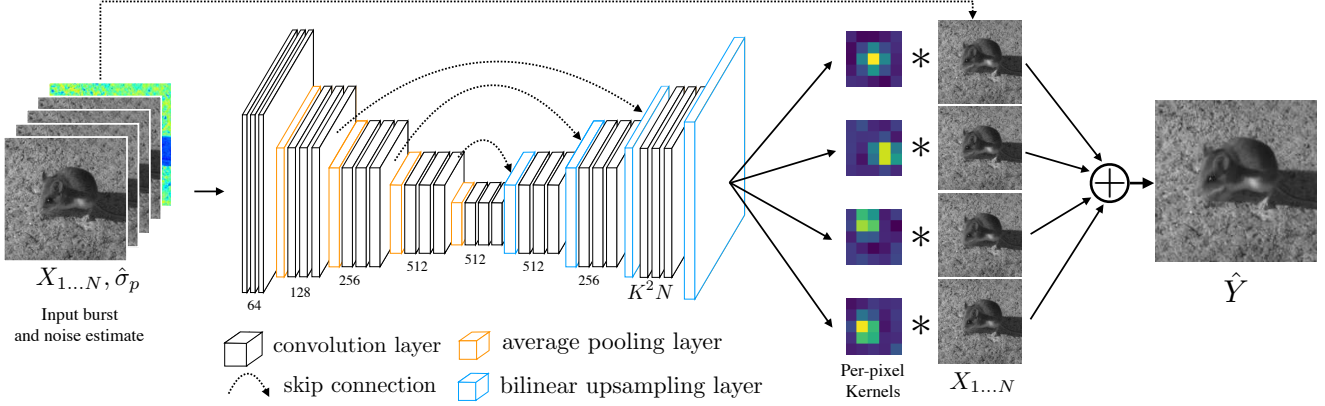 X₁...N, σ̂ₚ
Input burst
and noise estimate
64
128
256
512
512
512
256
K²N
convolution layer
average pooling layer
skip connection
bilinear upsampling layer
*
*
*
*
Per-pixel
Kernels
X₁...N
+
Ŷ